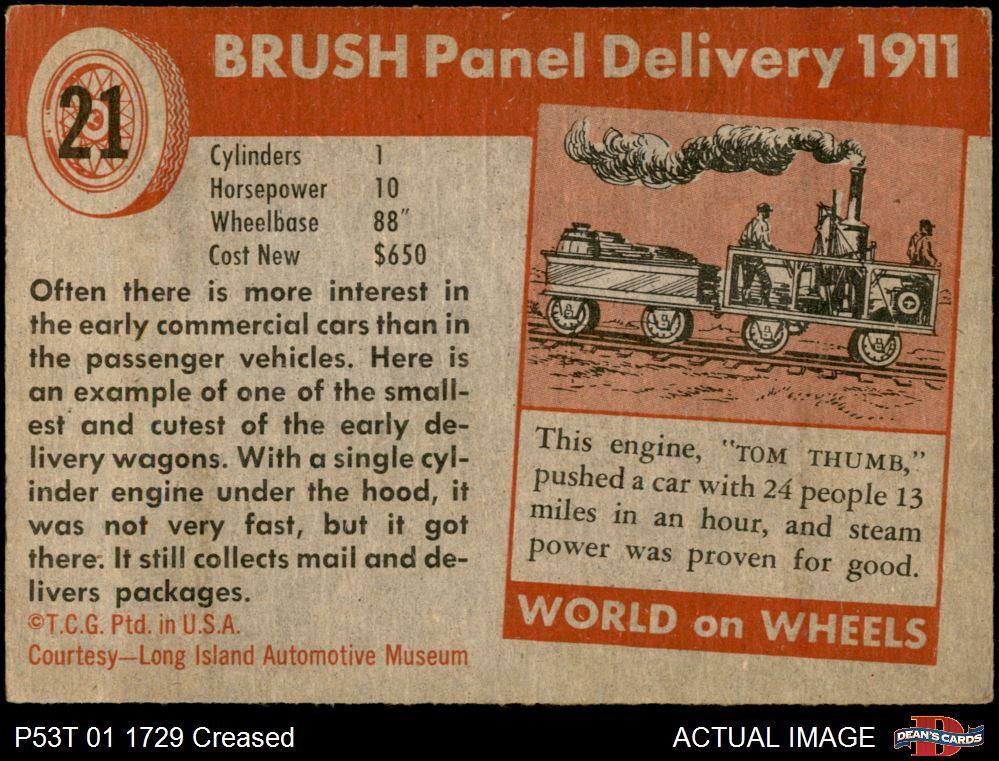 21
BRUSH Panel Delivery 1911
Cylinders 1
Horsepower 10
Wheelbase 88"
Cost New $650
Often there is more interest in
the early commercial cars than in
the passenger vehicles. Here is
an example of one of the small-
est and cutest of the early de-
livery wagons. With a single cyl-
inder engine under the hood, it
was not very fast, but it got
there. It still collects mail and de-
livers packages.
©T.C.G. Ptd. in U.S.A.
Courtesy—Long Island Automotive Museum
This engine, "TOM THUMB,"
pushed a car with 24 people 13
miles in an hour, and steam
power was proven for good.
WORLD on WHEELS
P53T 01 1729 Creased
ACTUAL IMAGE
D
DEAN'S CARDS